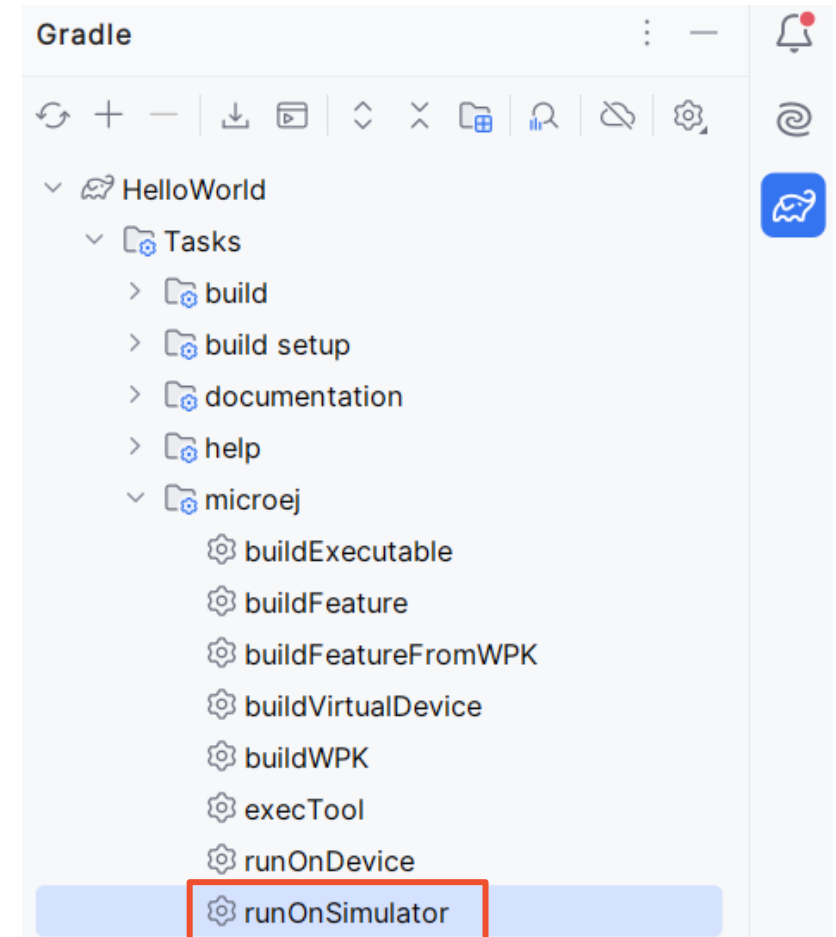 Gradle
HelloWorld
Tasks
build
build setup
documentation
help
microej
buildExecutable
buildFeature
buildFeatureFromWPK
buildVirtualDevice
buildWPK
execTool
runOnDevice
runOnSimulator